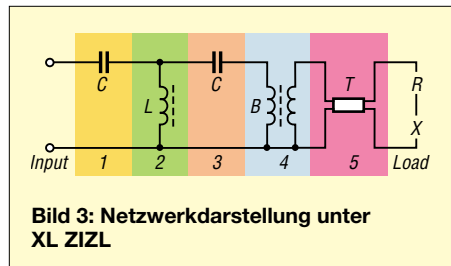 C
L
C
B
T
R
X
Input 1 2 3 4 5 Load
Bild 3: Netzwerkdarstellung unter
XL ZIZL